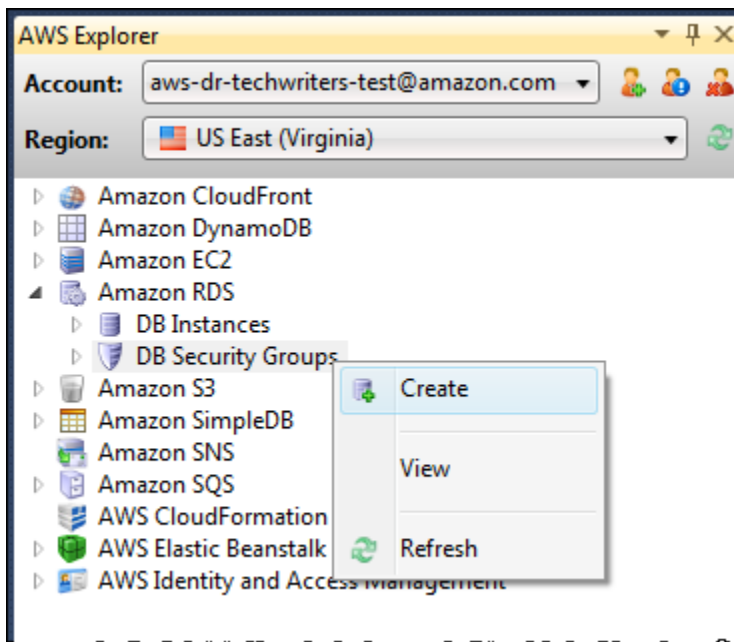 AWS Explorer
Account: aws-dr-techwriters-test@amazon.com
Region: US East (Virginia)
Amazon CloudFront
Amazon DynamoDB
Amazon EC2
Amazon RDS
DB Instances
DB Security Groups
Amazon S3
Create
Amazon SimpleDB
Amazon SNS
View
Amazon SQS
AWS CloudFormation
AWS Elastic Beanstalk
Refresh
AWS Identity and Access Management